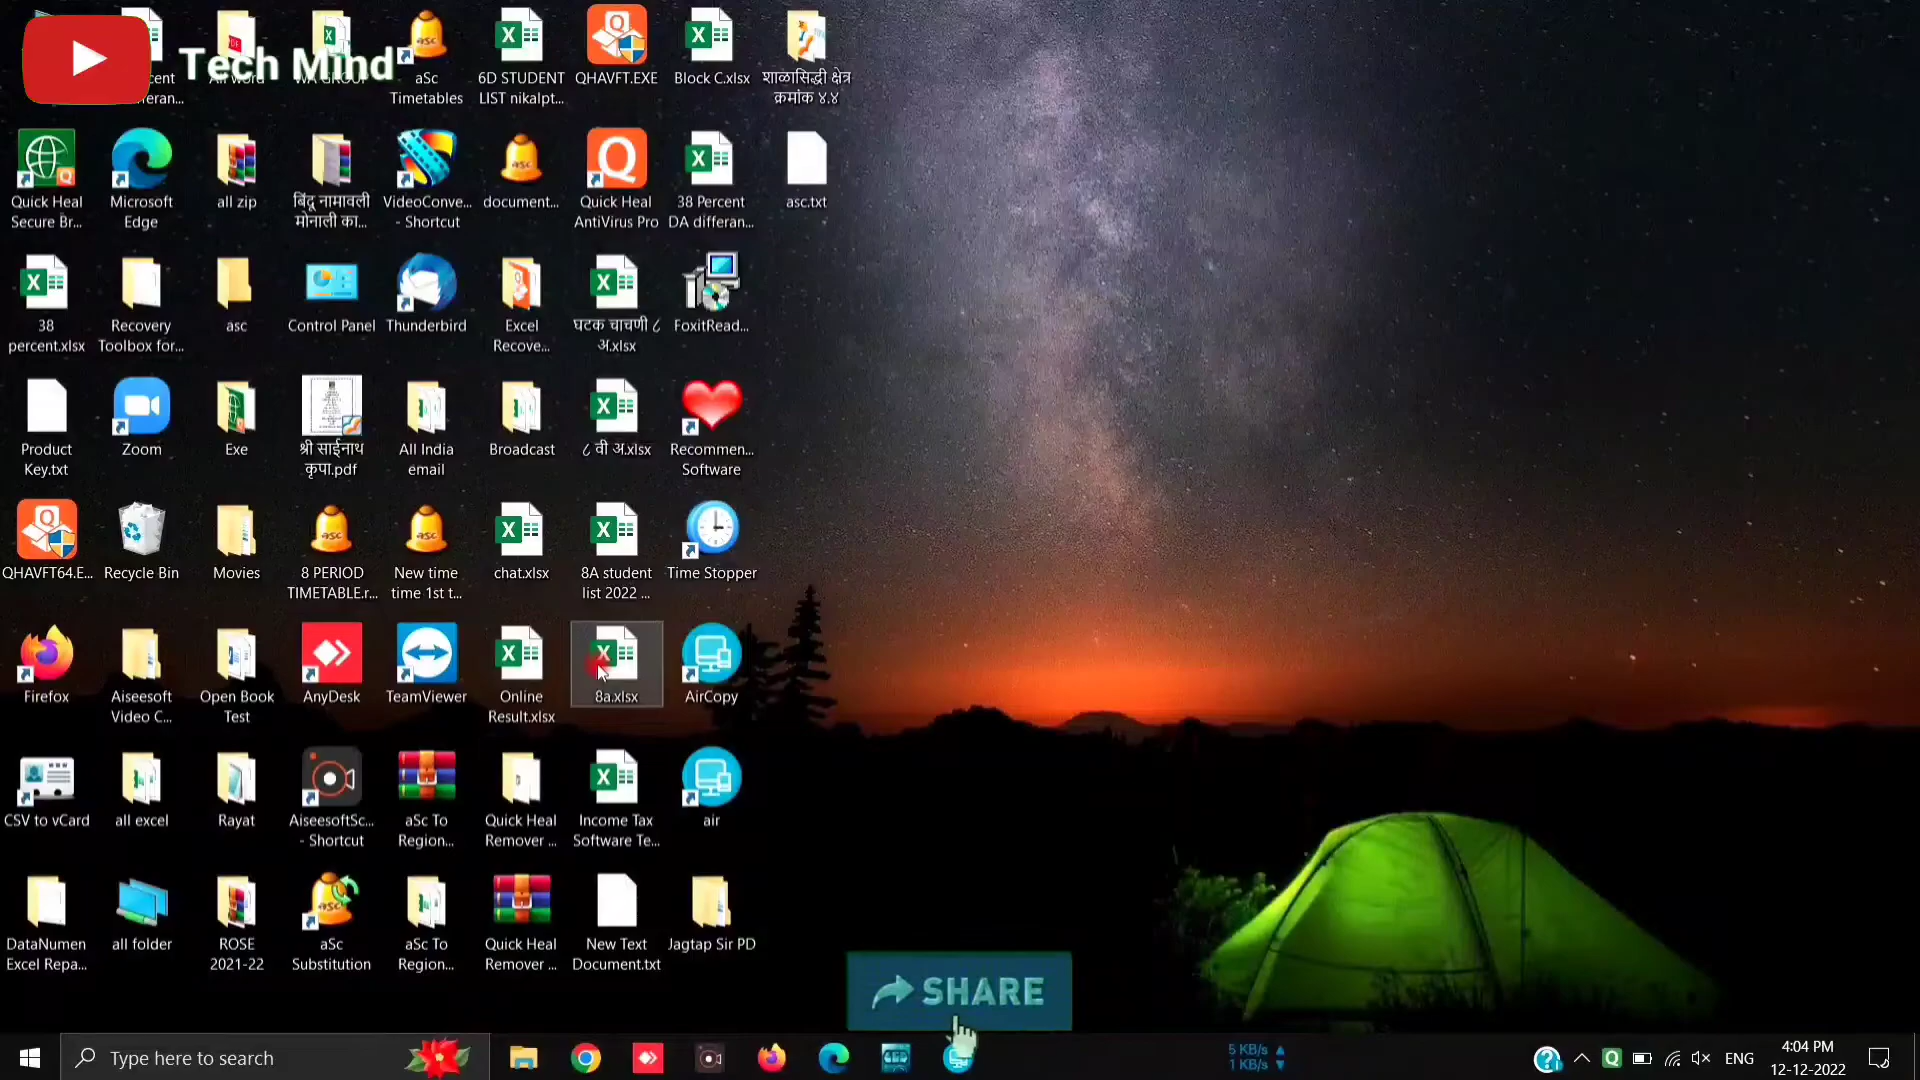 Tech Mind
aSc
Timetables
6D STUDENT
LIST nikalpt...
QHAVFT.EXE
Block C.xlsx
शाळासिद्धी क्षेत्र
क्रमांक ४.४
Quick Heal
Secure Br...
Microsoft
Edge
all zip
बिंदू नामावली
मोनाली का...
VideoConve...
- Shortcut
document...
Quick Heal
AntiVirus Pro
38 Percent
DA differan...
asc.txt
38
percent.xlsx
Recovery
Toolbox for...
asc
Control Panel
Thunderbird
Excel
Recove...
घटक चाचणी ८
अ.xlsx
FoxitRead...
Product
Key.txt
Zoom
Exe
श्री साईनाथ
कृपा.pdf
All India
email
Broadcast
८ वी अ.xlsx
Recommen...
Software
QHAVFT64.E...
Recycle Bin
Movies
8 PERIOD
TIMETABLE.r...
New time
time 1st t...
chat.xlsx
8A student
list 2022 ...
Time Stopper
Firefox
Aiseesoft
Video C...
Open Book
Test
AnyDesk
TeamViewer
Online
Result.xlsx
8a.xlsx
AirCopy
CSV to vCard
all excel
Rayat
AiseesoftSc...
- Shortcut
aSc To
Region...
Quick Heal
Remover ...
Income Tax
Software Te...
air
DataNumen
Excel Repa...
all folder
ROSE
2021-22
aSc
Substitution
aSc To
Region...
Quick Heal
Remover ...
New Text
Document.txt
Jagtap Sir PD
SHARE
Type here to search
5 KB/s
1 KB/s
ENG
4:04 PM
12-12-2022